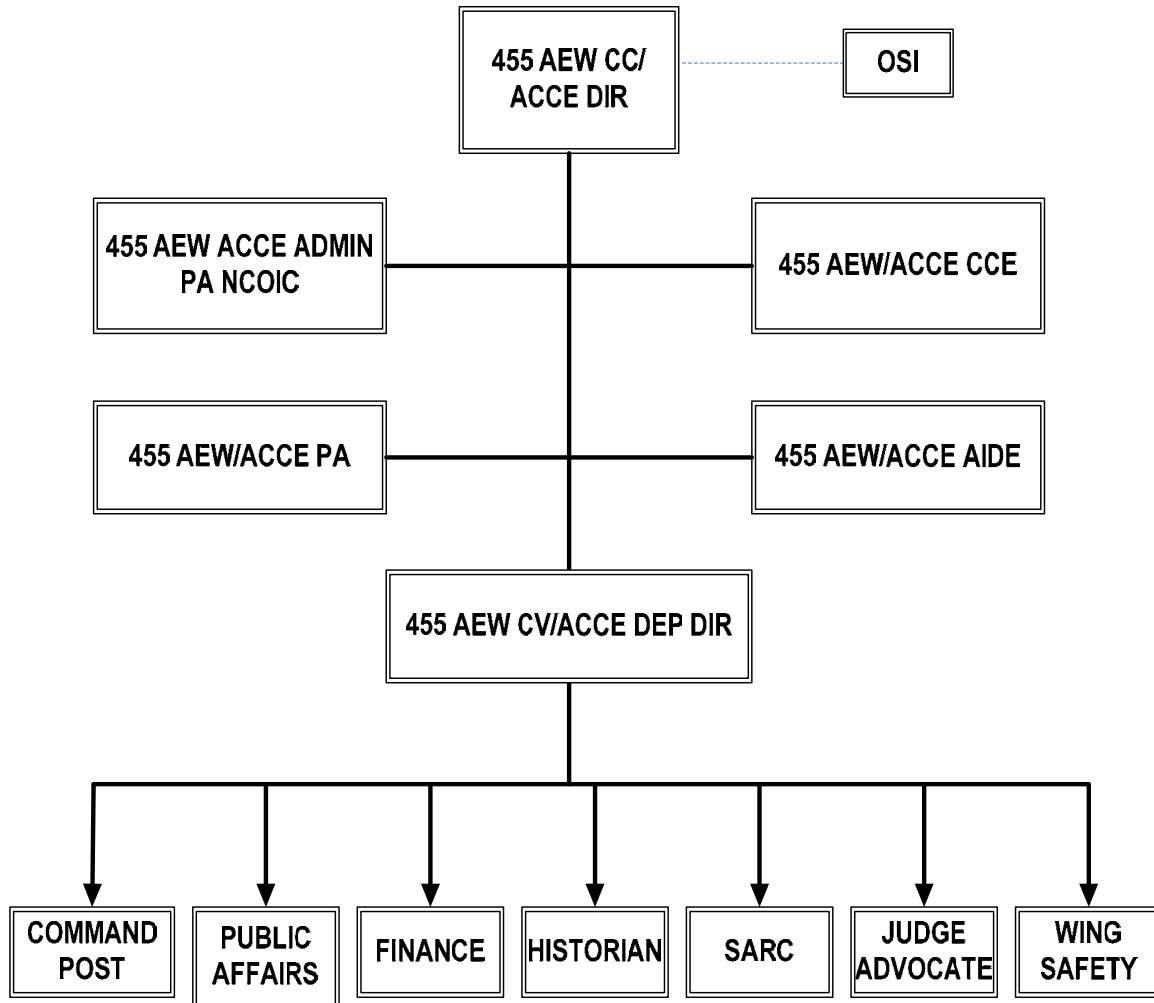 455 AEW CC/
ACCE DIR
OSI
455 AEW ACCE ADMIN
PA NCOIC
455 AEW/ACCE CCE
455 AEW/ACCE PA
455 AEW/ACCE AIDE
455 AEW CV/ACCE DEP DIR
COMMAND
POST
PUBLIC
AFFAIRS
FINANCE
HISTORIAN
SARC
JUDGE
ADVOCATE
WING
SAFETY